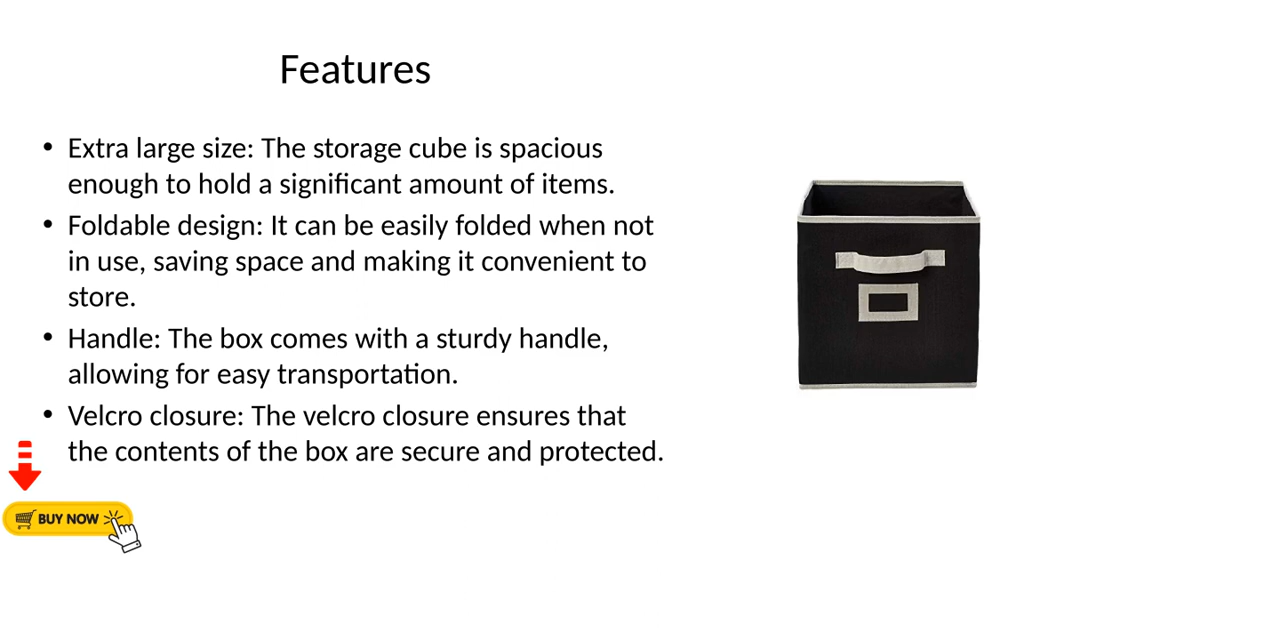 Features
• Extra large size: The storage cube is spacious
enough to hold a significant amount of items.
• Foldable design: It can be easily folded when not
in use, saving space and making it convenient to
store.
• Handle: The box comes with a sturdy handle,
allowing for easy transportation.
• Velcro closure: The velcro closure ensures that
the contents of the box are secure and protected.
BUY NOW